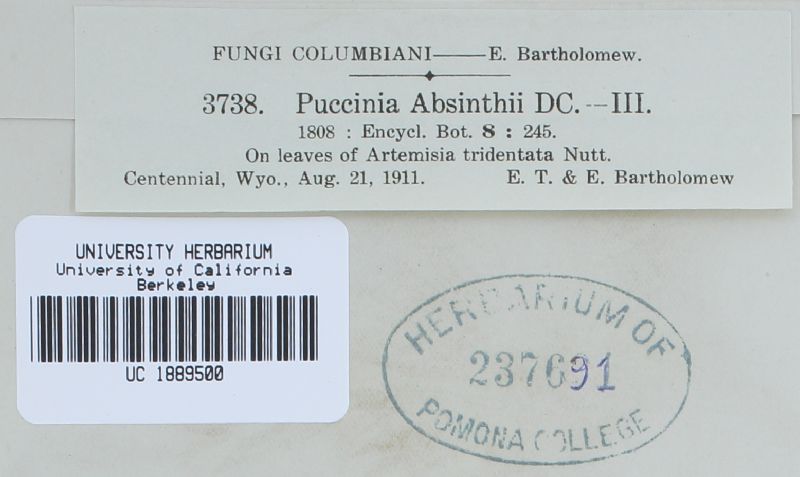 FUNGI COLUMBIANI—E. Bartholomew.
3738. Puccinia Absinthii DC.—III.
1808 : Encycl. Bot. 8 : 245.
On leaves of Artemisia tridentata Nutt.
Centennial, Wyo., Aug. 21, 1911. E. T. & E. Bartholomew
UNIVERSITY HERBARIUM
University of California
Berkeley
UC 1889500
HERBARIUM OF
237691
POMONA COLLEGE